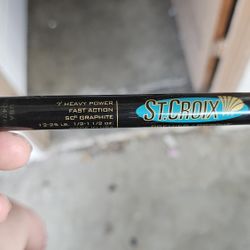 7' HEAVY POWER
FAST ACTION
SCII GRAPHITE
12-25 LB. 1/2-1 1/2 OZ.
ST.CROIX